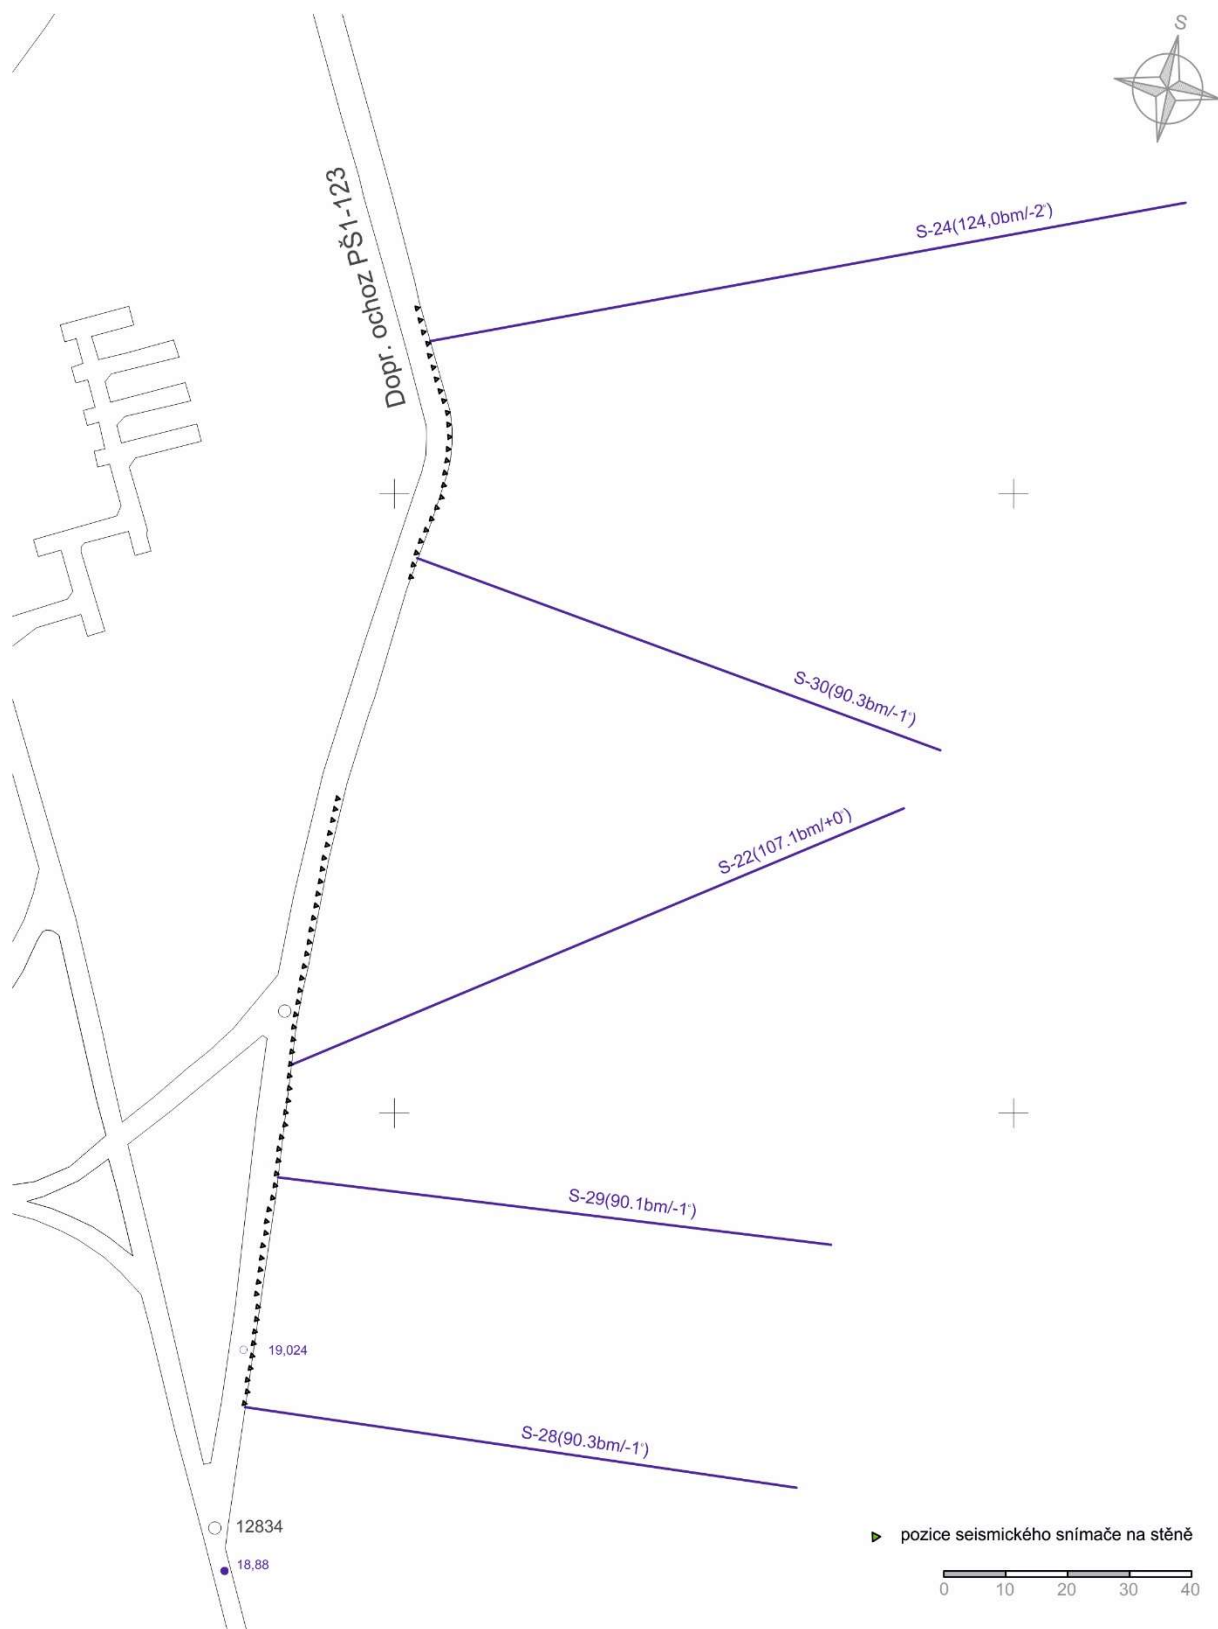 S
Dopr. ochoz PŠ1-123
S-24(124,0bm/-2°)
S-30(90.3bm/-1°)
S-22(107.1bm/+0°)
S-29(90.1bm/-1°)
19,024
S-28(90.3bm/-1°)
12834
18,88
pozice seismického snímače na stěně
0 10 20 30 40